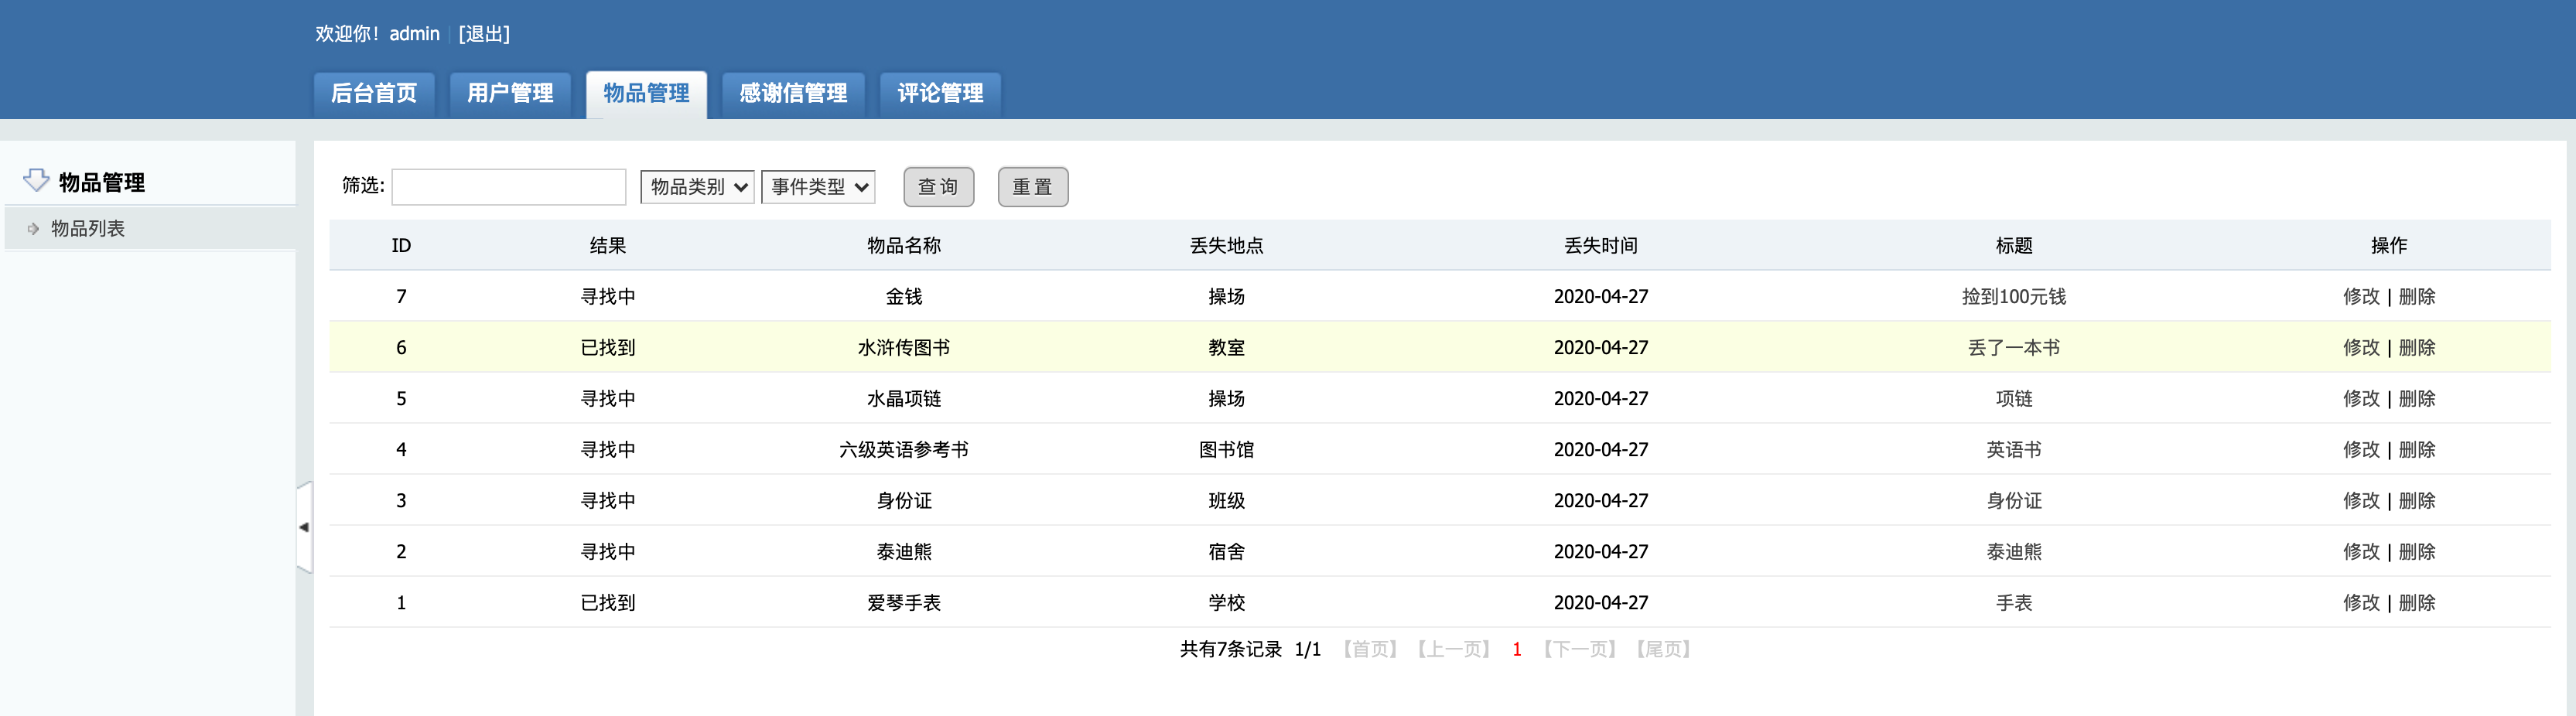 欢迎你！admin [退出]
后台首页 用户管理 物品管理 感谢信管理 评论管理
物品管理
物品列表
筛选: 物品类别 事件类型 查询 重置
ID 结果 物品名称 丢失地点 丢失时间 标题 操作
7 寻找中 金钱 操场 2020-04-27 捡到100元钱 修改 | 删除
6 已找到 水浒传图书 教室 2020-04-27 丢了一本书 修改 | 删除
5 寻找中 水晶项链 操场 2020-04-27 项链 修改 | 删除
4 寻找中 六级英语参考书 图书馆 2020-04-27 英语书 修改 | 删除
3 寻找中 身份证 班级 2020-04-27 身份证 修改 | 删除
2 寻找中 泰迪熊 宿舍 2020-04-27 泰迪熊 修改 | 删除
1 已找到 爱琴手表 学校 2020-04-27 手表 修改 | 删除
共有7条记录 1/1 【首页】【上一页】 1 【下一页】【尾页】